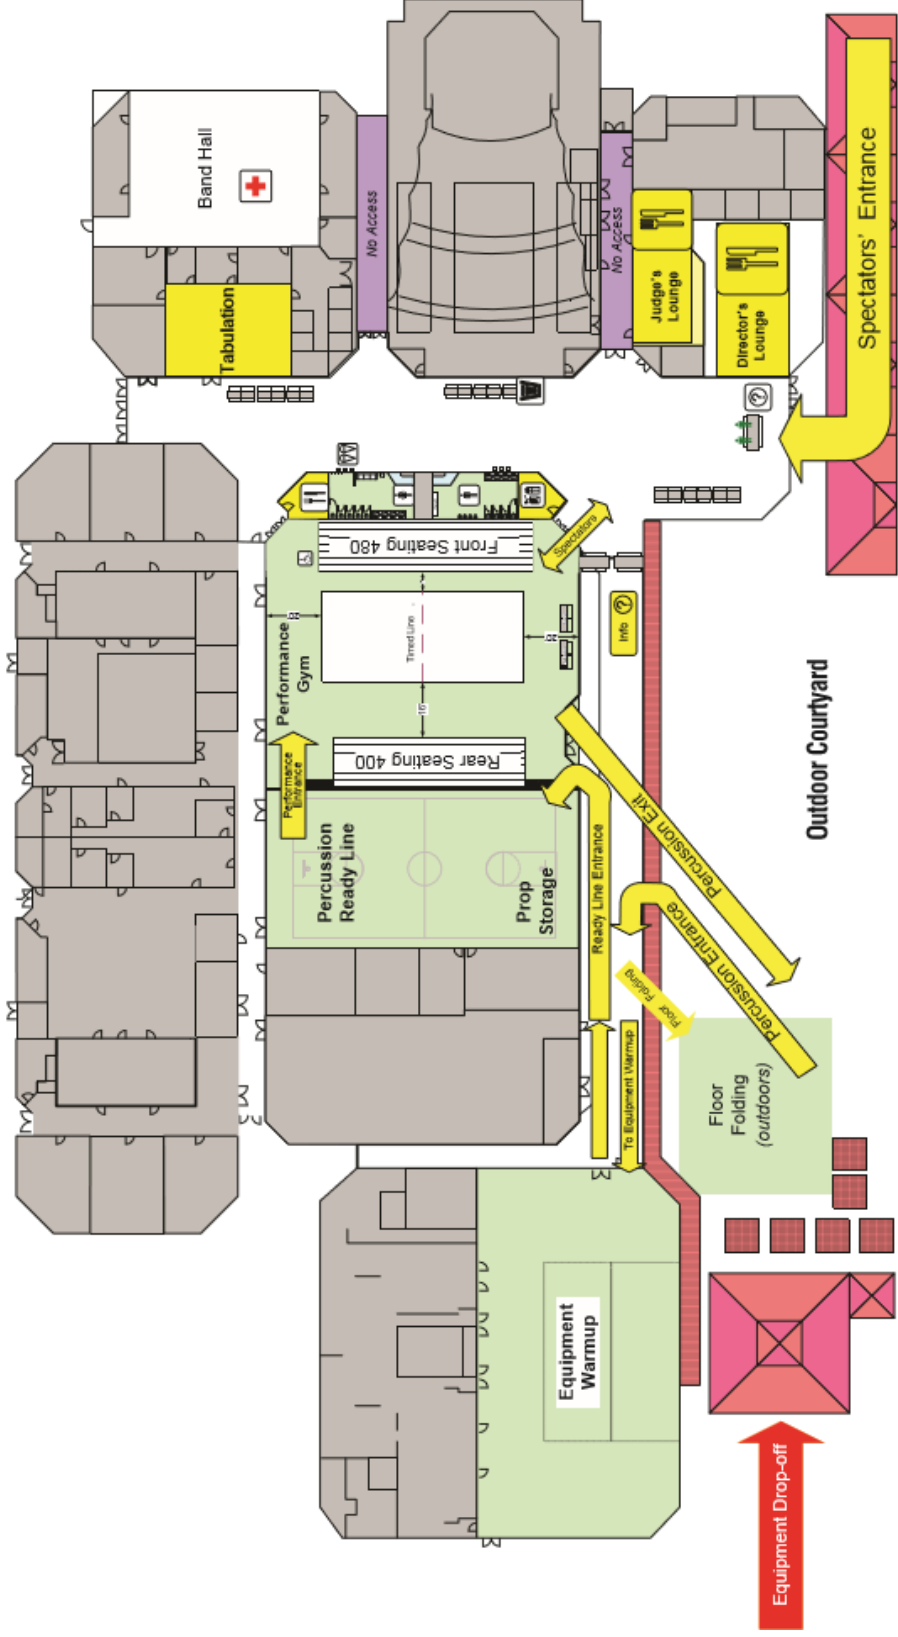 Band Hall
No Access
Tabulation
No Access
Judge's
Lounge
Director's
Lounge
Spectators' Entrance
?
Spectators
Front Seating 480
Timed Line
Performance
Gym
16'
Info ?
Rear Seating 400
Performance
Entrance
Percussion
Ready Line
Prop
Storage
Ready Line Entrance
Percussion Exit
Percussion Entrance
Outdoor Courtyard
Floor Folding
To Equipment Warmup
Floor
Folding
(outdoors)
Equipment
Warmup
Equipment Drop-off